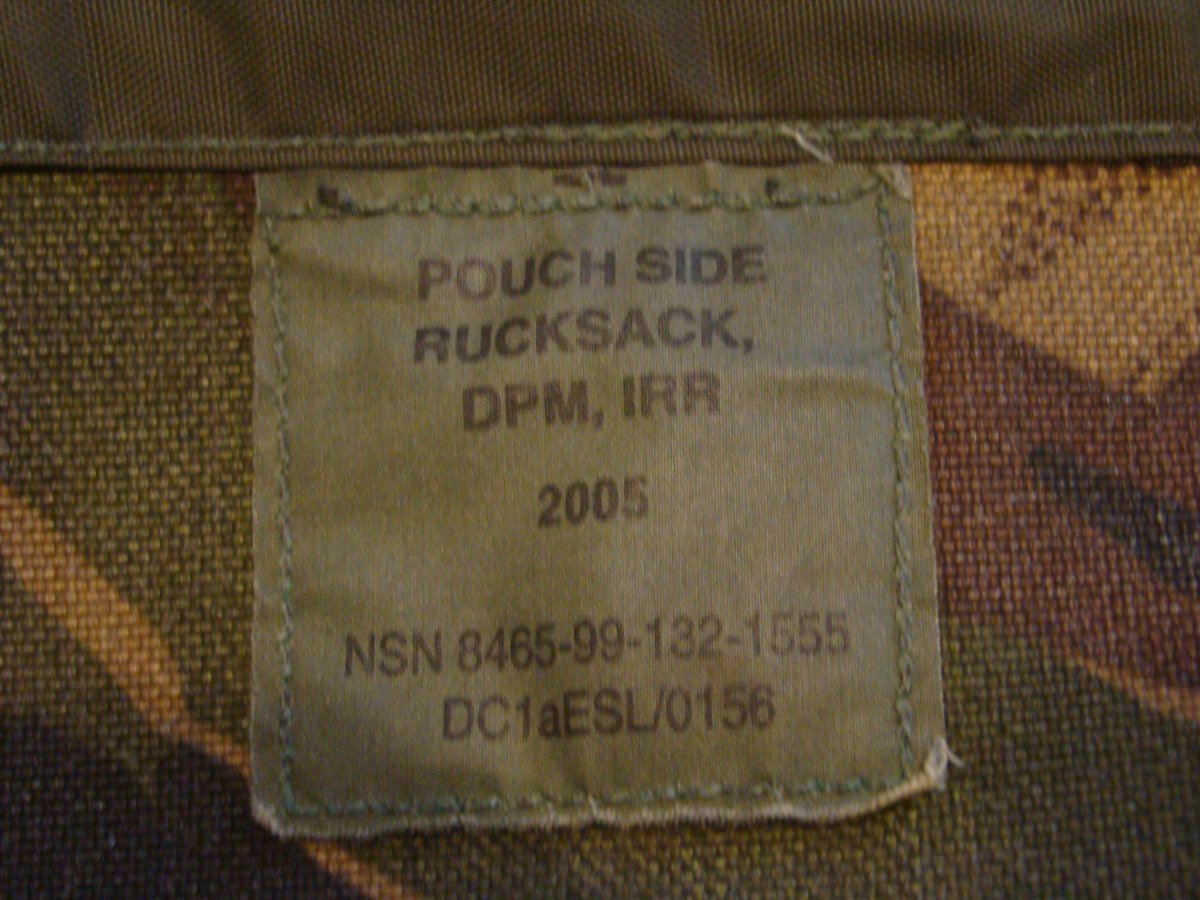 POUCH SIDE
RUCKSACK,
DPM, IRR
2005
NSN 8465-99-132-1555
DC1aESL/0156